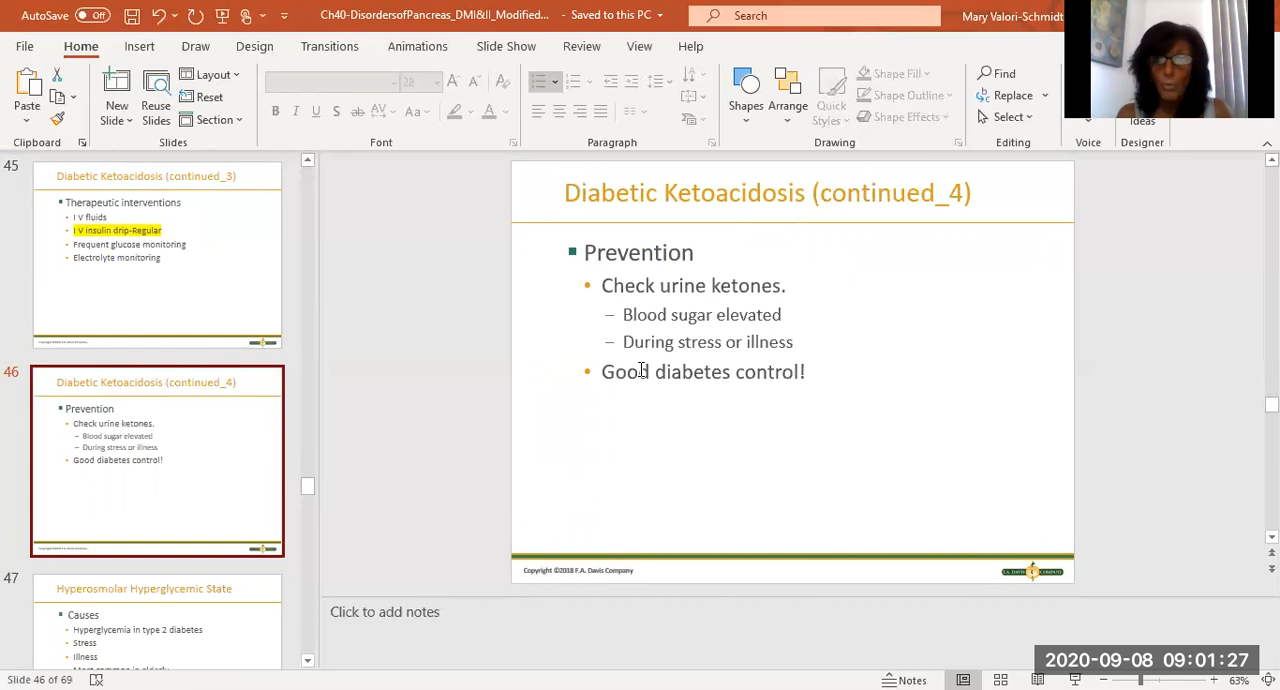 AutoSave Off Ch40-DisordersofPancreas_DMI&II_Modified... • Saved to this PC Search Mary Valori-Schmidt
File Home Insert Draw Design Transitions Animations Slide Show Review View Help
Paste
New Slide
Reuse Slides
Layout
Reset
Section
28
Shapes
Arrange
Quick Styles
Shape Fill
Shape Outline
Shape Effects
Find
Replace
Select
Ideas
Clipboard Slides Font Paragraph Drawing Editing Voice Designer
45
Diabetic Ketoacidosis (continued_3)
Therapeutic interventions
I V fluids
I V insulin drip-Regular
Frequent glucose monitoring
Electrolyte monitoring
46
Diabetic Ketoacidosis (continued_4)
Prevention
Check urine ketones.
– Blood sugar elevated
– During stress or illness
Good diabetes control!
47
Hyperosmolar Hyperglycemic State
Causes
Hyperglycemia in type 2 diabetes
Stress
Illness
Most common in elderly
Diabetic Ketoacidosis (continued_4)
Prevention
• Check urine ketones.
– Blood sugar elevated
– During stress or illness
• Good diabetes control!
Copyright ©2018 F.A. Davis Company
F.A. DAVIS COMPANY
Click to add notes
2020-09-08 09:01:27
Slide 46 of 69 Notes 63%